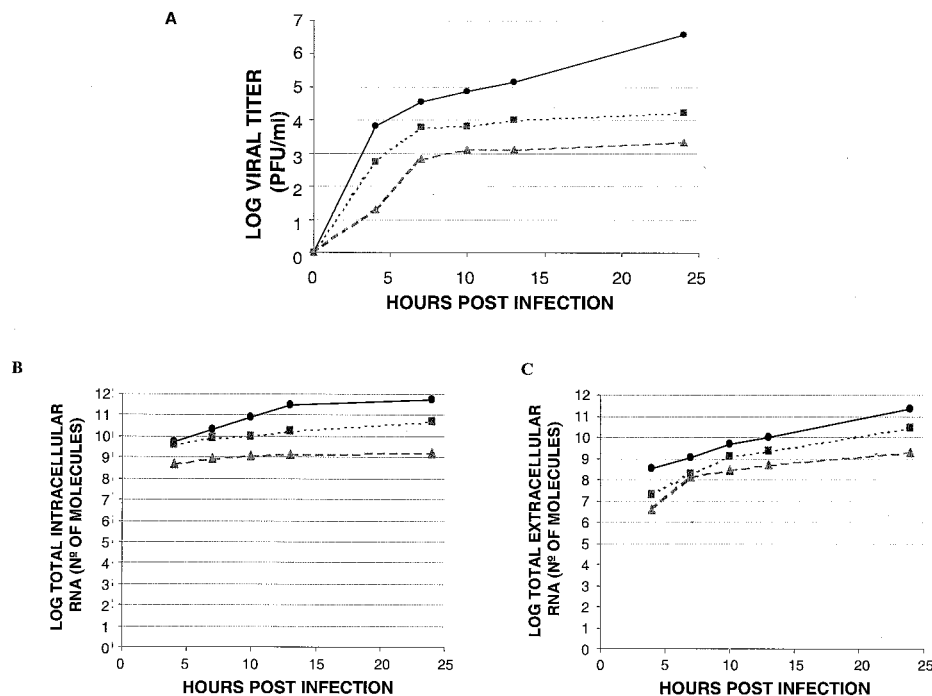 A
LOG VIRAL TITER
(PFU/ml)
7
6
5
4
3
2
1
0
0 5 10 15 20 25
HOURS POST INFECTION
B
LOG TOTAL INTRACELLULAR
RNA (Nº OF MOLECULES)
12
11
10
9
8
7
6
5
4
3
2
1
0
0 5 10 15 20 25
HOURS POST INFECTION
C
LOG TOTAL EXTRACELLULAR
RNA (Nº OF MOLECULES)
12
11
10
9
8
7
6
5
4
3
2
1
0
0 5 10 15 20 25
HOURS POST INFECTION